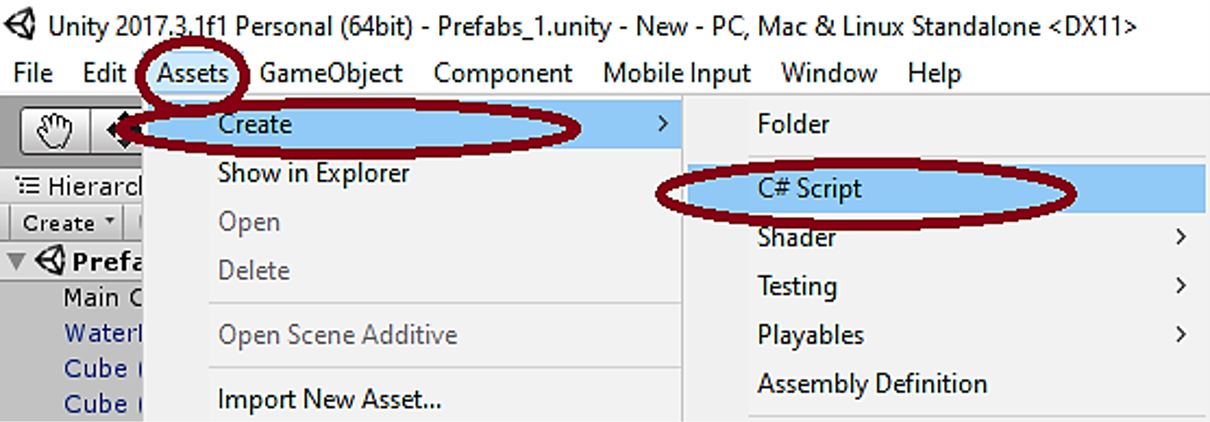 Unity 2017.3.1f1 Personal (64bit) - Prefabs_1.unity - New - PC, Mac & Linux Standalone <DX11>
File Edit Assets GameObject Component Mobile Input Window Help
Create > Folder
Show in Explorer
C# Script
Hierarcl
Open
Create
Shader >
Prefa
Delete
Testing >
Main C
WaterI
Open Scene Additive
Playables >
Cube (
Assembly Definition
Cube (
Import New Asset...